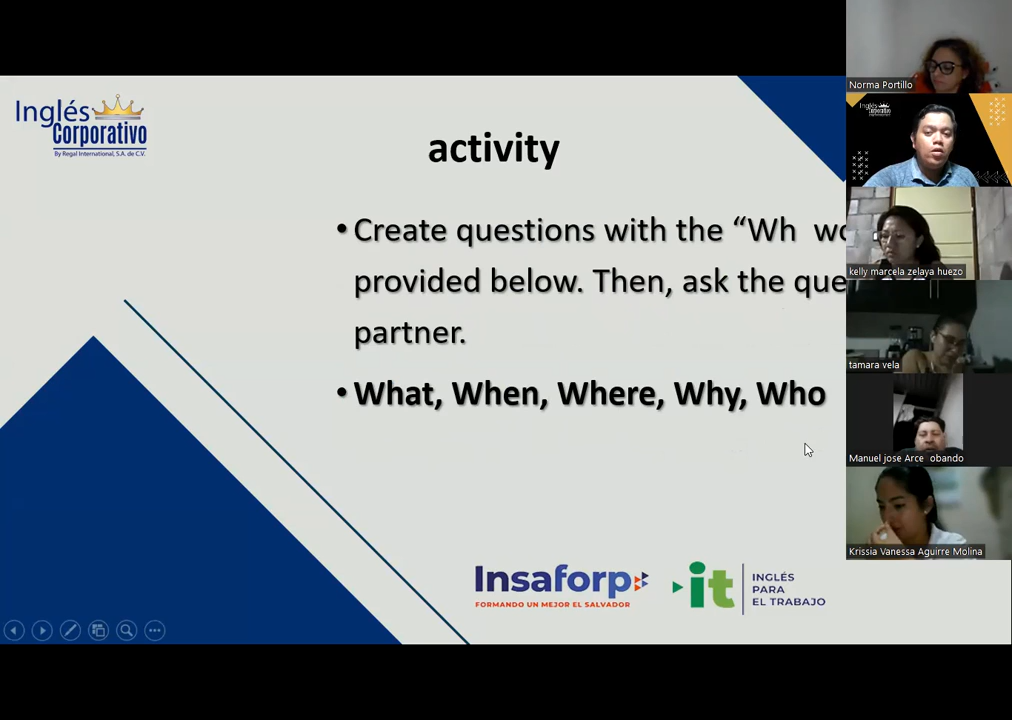 Inglés
Corporativo
By Regal International, S.A. de C.V.
activity
• Create questions with the “Wh
provided below. Then, ask the
partner.
• What, When, Where, Why, Who
Insaforp
FORMANDO UN MEJOR EL SALVADOR
it
INGLÉS
PARA
EL TRABAJO
Norma Portillo
Inglés
Corporativo
kelly marcela zelaya huezo
tamara vela
Manuel jose Arce obando
Krissia Vanessa Aguirre Molina